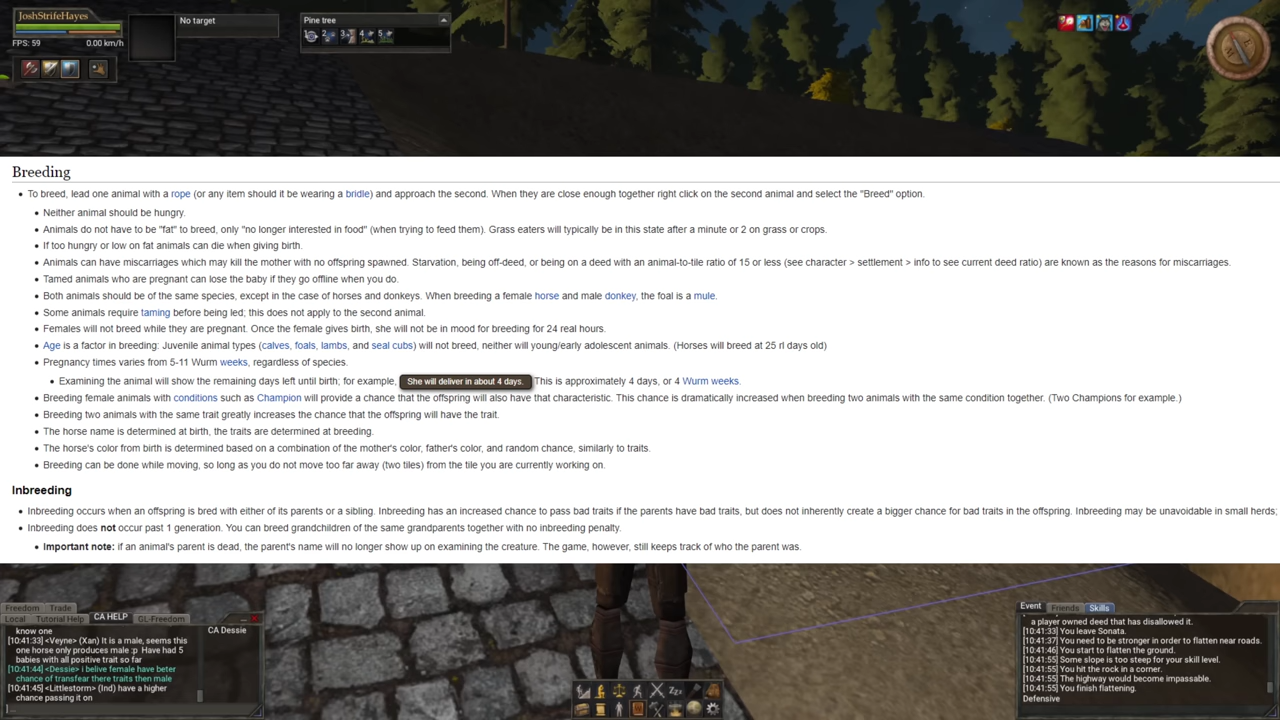 JoshStrifeHayes
FPS: 59
0.00 km/h
No target
Pine tree
1 2 3 4 5
Breeding
To breed, lead one animal with a rope (or any item should it be wearing a bridle) and approach the second. When they are close enough together right click on the second animal and select the "Breed" option.
Neither animal should be hungry.
Animals do not have to be "fat" to breed, only "no longer interested in food" (when trying to feed them). Grass eaters will typically be in this state after a minute or 2 on grass or crops.
If too hungry or low on fat animals can die when giving birth.
Animals can have miscarriages which may kill the mother with no offspring spawned. Starvation, being off-deed, or being on a deed with an animal-to-tile ratio of 15 or less (see character > settlement > info to see current deed ratio) are known as the reasons for miscarriages.
Tamed animals who are pregnant can lose the baby if they go offline when you do.
Both animals should be of the same species, except in the case of horses and donkeys. When breeding a female horse and male donkey, the foal is a mule.
Some animals require taming before being led; this does not apply to the second animal.
Females will not breed while they are pregnant. Once the female gives birth, she will not be in mood for breeding for 24 real hours.
Age is a factor in breeding: Juvenile animal types (calves, foals, lambs, and seal cubs) will not breed, neither will young/early adolescent animals. (Horses will breed at 25 rl days old)
Pregnancy times varies from 5-11 Wurm weeks, regardless of species.
Examining the animal will show the remaining days left until birth; for example, She will deliver in about 4 days. This is approximately 4 days, or 4 Wurm weeks.
Breeding female animals with conditions such as Champion will provide a chance that the offspring will also have that characteristic. This chance is dramatically increased when breeding two animals with the same condition together. (Two Champions for example.)
Breeding two animals with the same trait greatly increases the chance that the offspring will have the trait.
The horse name is determined at birth, the traits are determined at breeding.
The horse's color from birth is determined based on a combination of the mother's color, father's color, and random chance, similarly to traits.
Breeding can be done while moving, so long as you do not move too far away (two tiles) from the tile you are currently working on.
Inbreeding
Inbreeding occurs when an offspring is bred with either of its parents or a sibling. Inbreeding has an increased chance to pass bad traits if the parents have bad traits, but does not inherently create a bigger chance for bad traits in the offspring. Inbreeding may be unavoidable in small herds;
Inbreeding does not occur past 1 generation. You can breed grandchildren of the same grandparents together with no inbreeding penalty.
Important note: if an animal's parent is dead, the parent's name will no longer show up on examining the creature. The game, however, still keeps track of who the parent was.
Freedom Trade
Local Tutorial Help CA HELP GL-Freedom
CA Dessie
know one
[10:41:33] <Veyne> (Xan) It is a male, seems this
one horse only produces male :p Have had 5
babies with all positive trait so far
[10:41:44] <Dessie> i belive female have beter
chance of transfear there traits then male
[10:41:45] <Littlestorm> (Ind) have a higher
chance passing it on
Event Friends Skills
a player owned deed that has disallowed it.
[10:41:33] You leave Sonata.
[10:41:37] You need to be stronger in order to flatten near roads.
[10:41:46] You start to flatten the ground.
[10:41:55] Some slope is too steep for your skill level.
[10:41:55] You hit the rock in a corner.
[10:41:55] The highway would become impassable.
[10:41:55] You finish flattening.
Defensive